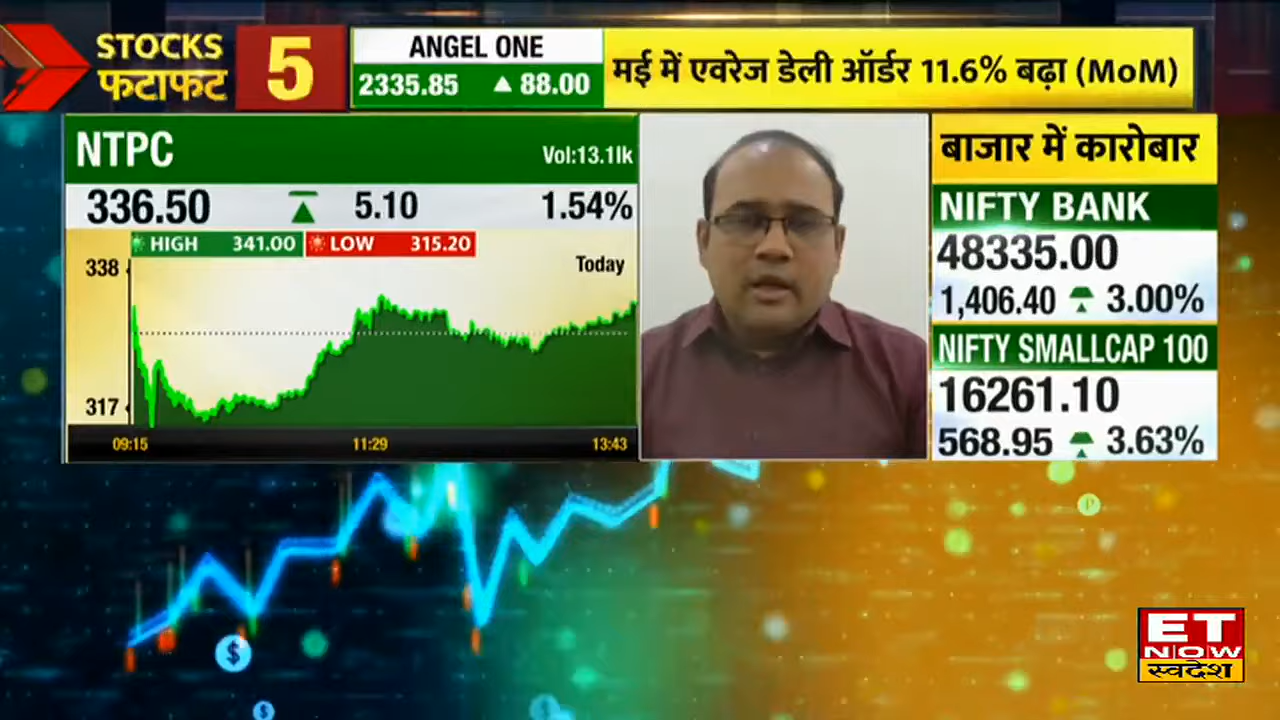 STOCKS
फटाफट
5
ANGEL ONE
2335.85 ▲ 88.00
मई में एवरेज डेली ऑर्डर 11.6% बढ़ा (MoM)
NTPC Vol:13.1lk
336.50 5.10 1.54%
HIGH 341.00 LOW 315.20
338
Today
317
09:15 11:29 13:43
बाजार में कारोबार
NIFTY BANK
48335.00
1,406.40 3.00%
NIFTY SMALLCAP 100
16261.10
568.95 3.63%
$
$
ET
NOW
स्वदेश